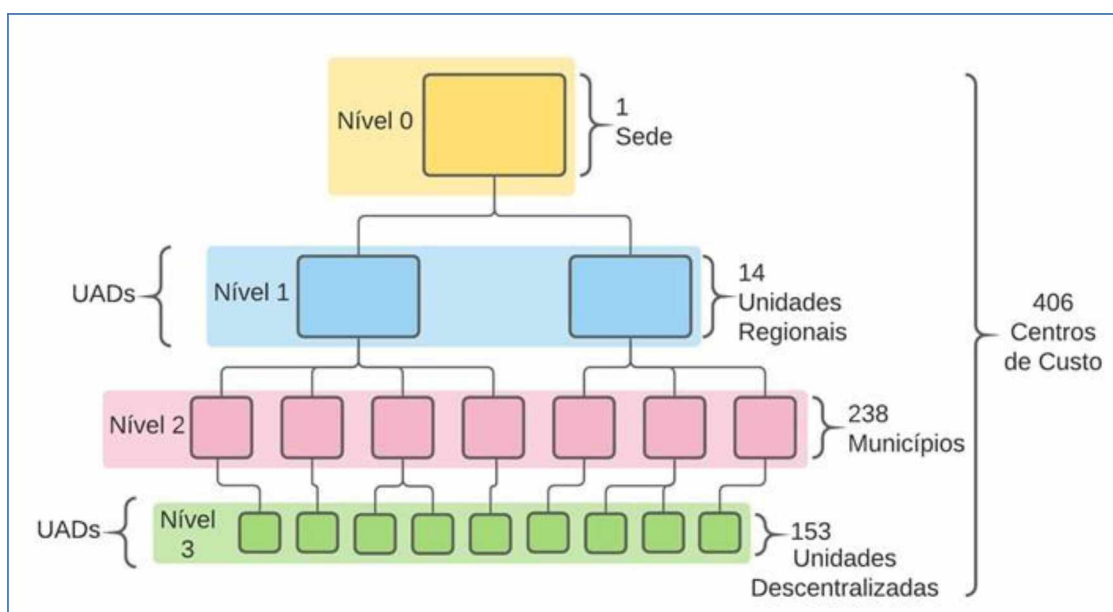 Nível 0
1
Sede
UADs
Nível 1
14
Unidades
Regionais
406
Centros
de Custo
Nível 2
238
Municípios
UADs
Nível
3
153
Unidades
Descentralizadas